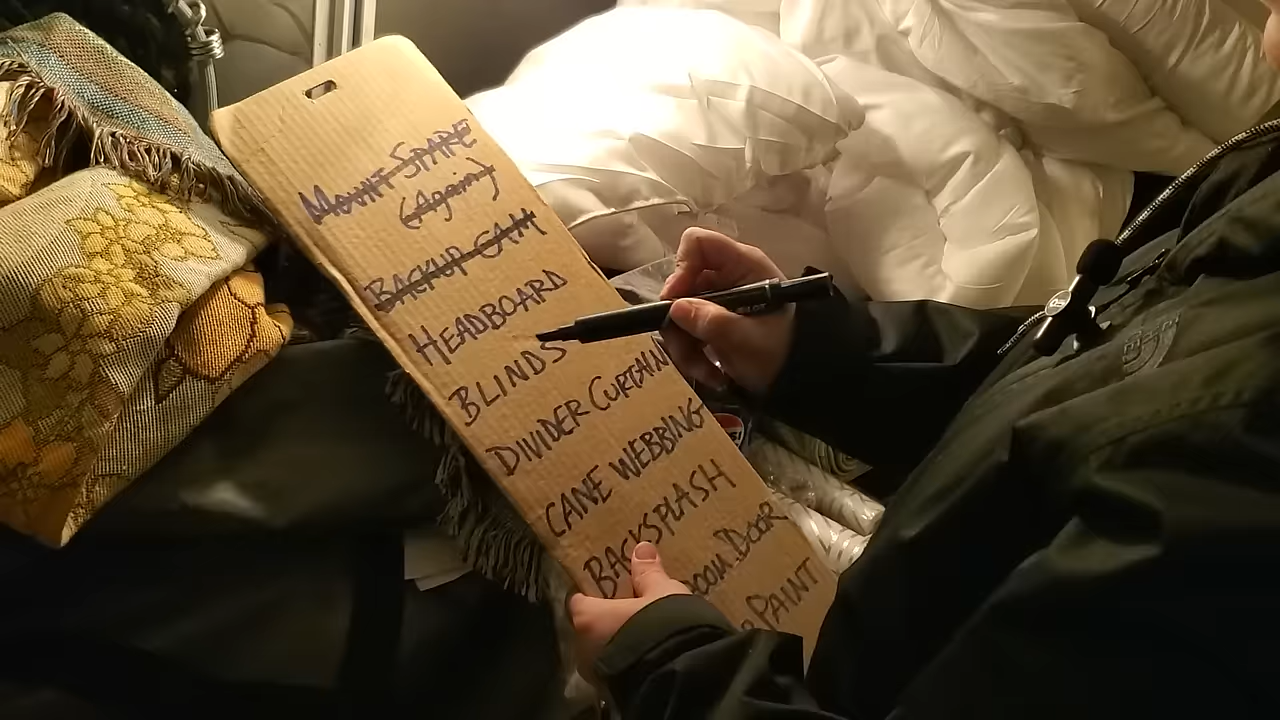 MOUNT SPARE
(Again)
BACKUP CAM
HEADBOARD
BLINDS
DIVIDER CURTAIN
CANE WEBBING
BACKSPLASH
DOOR
PAINT